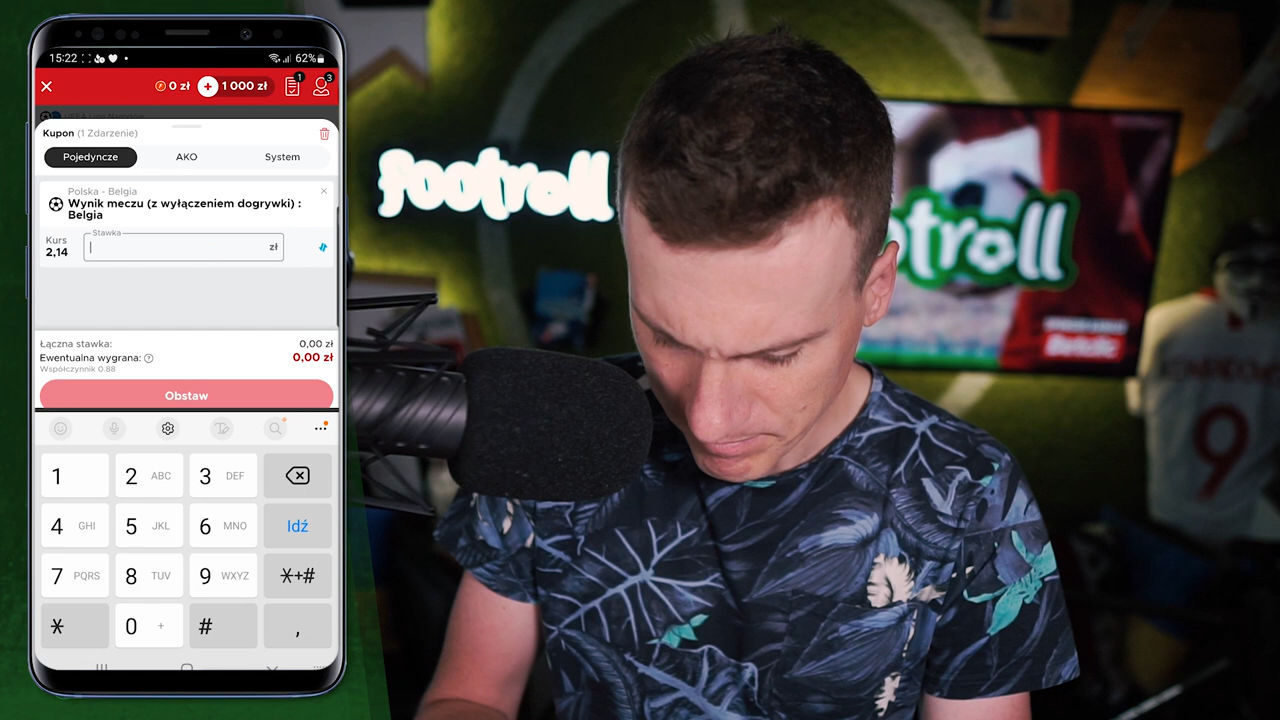 15:22
62%
0 zł
1 000 zł
1
3
Kupon (1 Zdarzenie)
Pojedyncze
AKO
System
Polska - Belgia
Wynik meczu (z wyłączeniem dogrywki) :
Belgia
Kurs
2,14
Stawka
zł
Łączna stawka:
0,00 zł
Ewentualna wygrana:
0,00 zł
Współczynnik 0.88
Obstaw
1
2 ABC
3 DEF
4 GHI
5 JKL
6 MNO
Idź
7 PQRS
8 TUV
9 WXYZ
*+#
*
0 +
#
,
footroll
otroll
Betclic
9